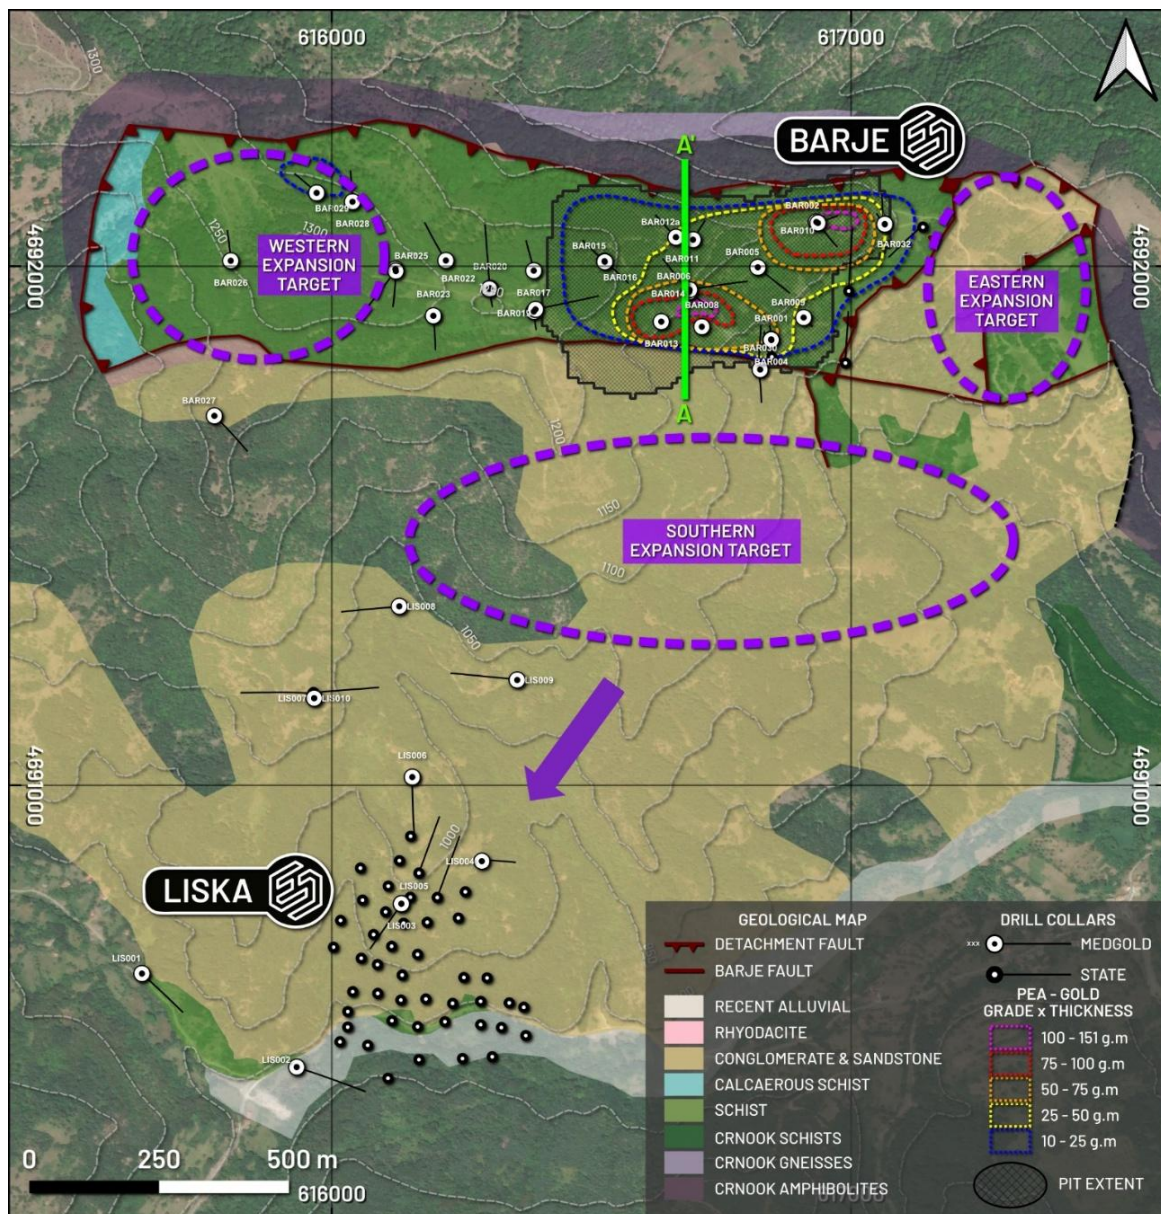 616000
617000
1300
BARJE
A'
4692000
4692000
BAR002
BAR010
BAR032
BAR012a
BAR011
BAR029
BAR028
1300
1250
WESTERN
EXPANSION
TARGET
BAR026
BAR025
BAR022
BAR023
BAR017
BAR015
BAR016
BAR005
BAR006
BAR014
BAR008
BAR009
BAR001
BAR013
BAR004
EASTERN
EXPANSION
TARGET
A
BAR027
1200
1150
SOUTHERN
EXPANSION TARGET
1100
LIS008
1050
LIS009
LIS007
LIS010
LIS006
4691000
4691000
1000
LIS004
LISKA
LIS005
LIS003
LIS001
LIS002
GEOLOGICAL MAP
DETACHMENT FAULT
BARJE FAULT
RECENT ALLUVIAL
RHYODACITE
CONGLOMERATE & SANDSTONE
CALCAEROUS SCHIST
SCHIST
CRNOOK SCHISTS
CRNOOK GNEISSES
CRNOOK AMPHIBOLITES
DRILL COLLARS
xxx MEDGOLD
STATE
PEA - GOLD
GRADE x THICKNESS
100 - 151 g.m
75 - 100 g.m
50 - 75 g.m
25 - 50 g.m
10 - 25 g.m
PIT EXTENT
0 250 500 m
616000
617000